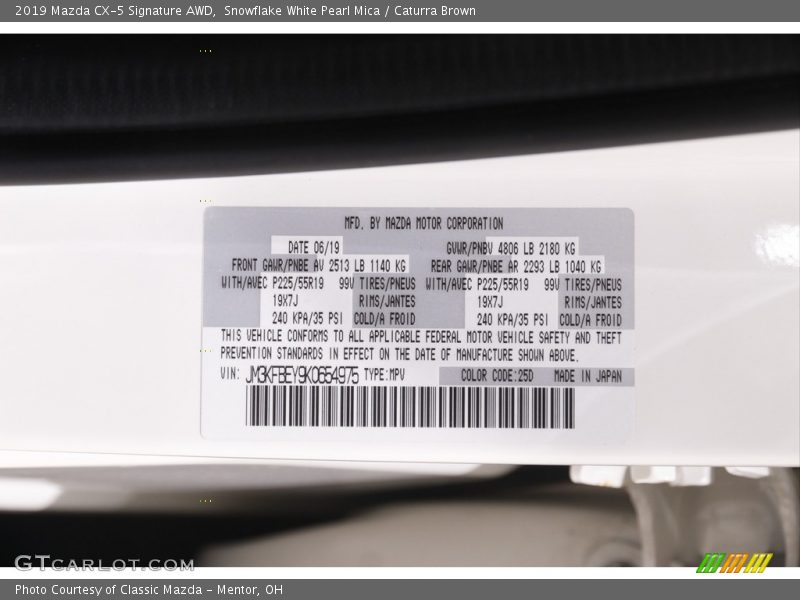 2019 Mazda CX-5 Signature AWD, Snowflake White Pearl Mica / Caturra Brown
MFD. BY MAZDA MOTOR CORPORATION
DATE 06/19 GVWR/PNBV 4806 LB 2180 KG
FRONT GAWR/PNBE AV 2513 LB 1140 KG REAR GAWR/PNBE AR 2293 LB 1040 KG
WITH/AVEC P225/55R19 99V TIRES/PNEUS WITH/AVEC P225/55R19 99V TIRES/PNEUS
19X7J RIMS/JANTES 19X7J RIMS/JANTES
240 KPA/35 PSI COLD/A FROID 240 KPA/35 PSI COLD/A FROID
THIS VEHICLE CONFORMS TO ALL APPLICABLE FEDERAL MOTOR VEHICLE SAFETY AND THEFT
PREVENTION STANDARDS IN EFFECT ON THE DATE OF MANUFACTURE SHOWN ABOVE.
VIN: JM3KFBEY9K0654975 TYPE:MPV COLOR CODE:25D MADE IN JAPAN
GTCARLOT.COM
Photo Courtesy of Classic Mazda - Mentor, OH